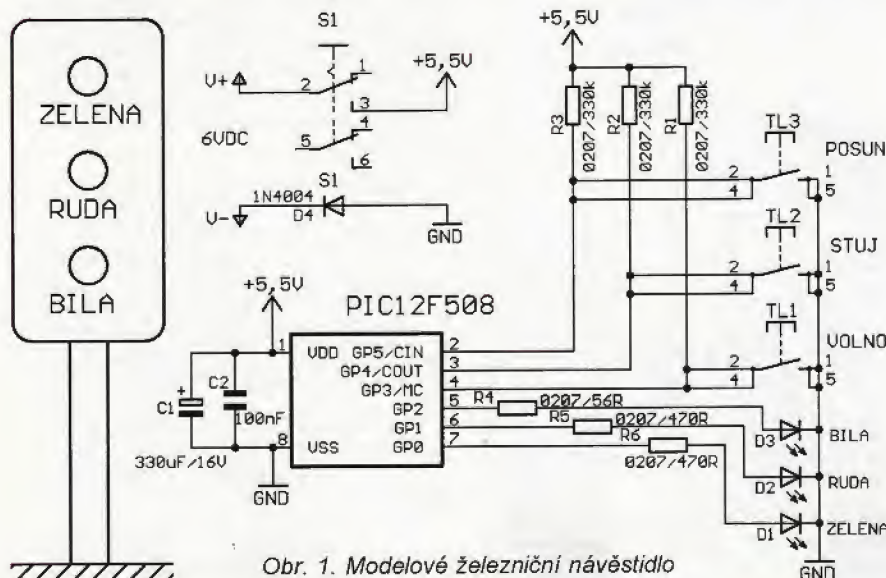 ZELENA
RUDA
BILA
S1
V+
2
1
3
4
5
6
+5,5V
6VDC
S1
1N4004
V-
D4
GND
+5,5V
R3
0207/330k
R2
0207/330k
R1
0207/330k
TL3
POSUN
2
4
1
5
TL2
STUJ
2
4
1
5
TL1
VOLNO
2
4
1
5
+5,5V
PIC12F508
1
VDD
GP5/CIN
2
GP4/COUT
3
GP3/MC
4
GP2
5
GP1
6
GP0
7
8
VSS
+
C1
C2
100nF
330uF/16V
GND
R4
0207/56R
R5
0207/470R
R6
0207/470R
D3
BILA
D2
RUDA
D1
ZELENA
GND
Obr. 1. Modelové železniční návěstidlo